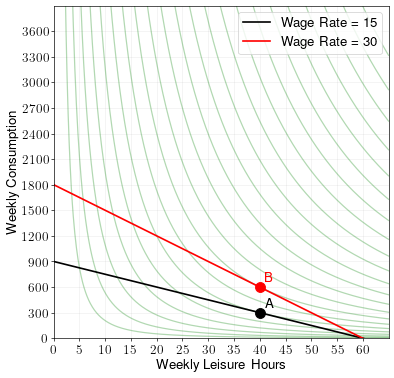 Wage Rate = 15
Wage Rate = 30
Weekly Consumption
3600
3300
3000
2700
2400
2100
1800
1500
1200
900
600
300
0
B
A
0 5 10 15 20 25 30 35 40 45 50 55 60
Weekly Leisure Hours